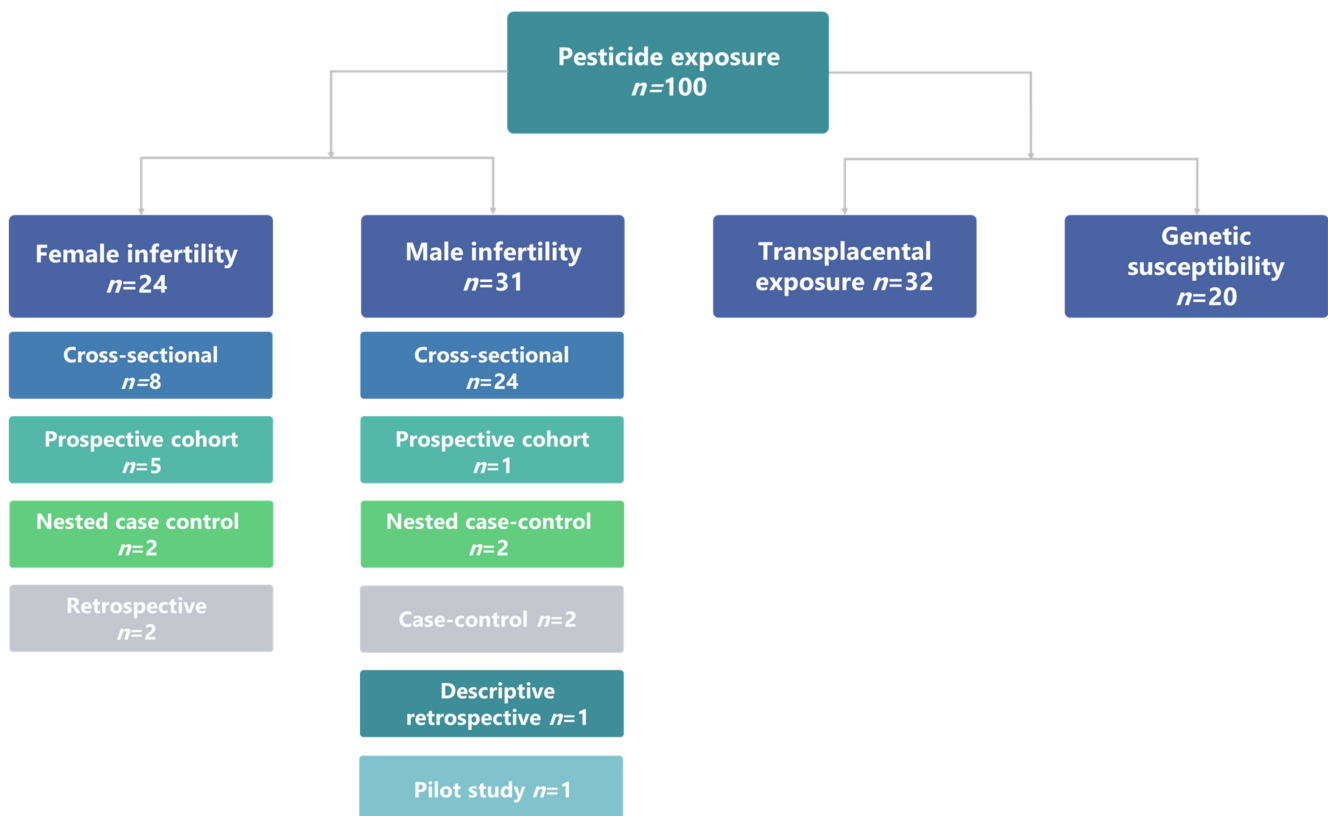 Pesticide exposure
n=100
Female infertility
n=24
Male infertility
n=31
Transplacental
exposure n=32
Genetic
susceptibility
n=20
Cross-sectional
n=8
Prospective cohort
n=5
Nested case control
n=2
Retrospective
n=2
Cross-sectional
n=24
Prospective cohort
n=1
Nested case-control
n=2
Case-control n=2
Descriptive
retrospective n=1
Pilot study n=1